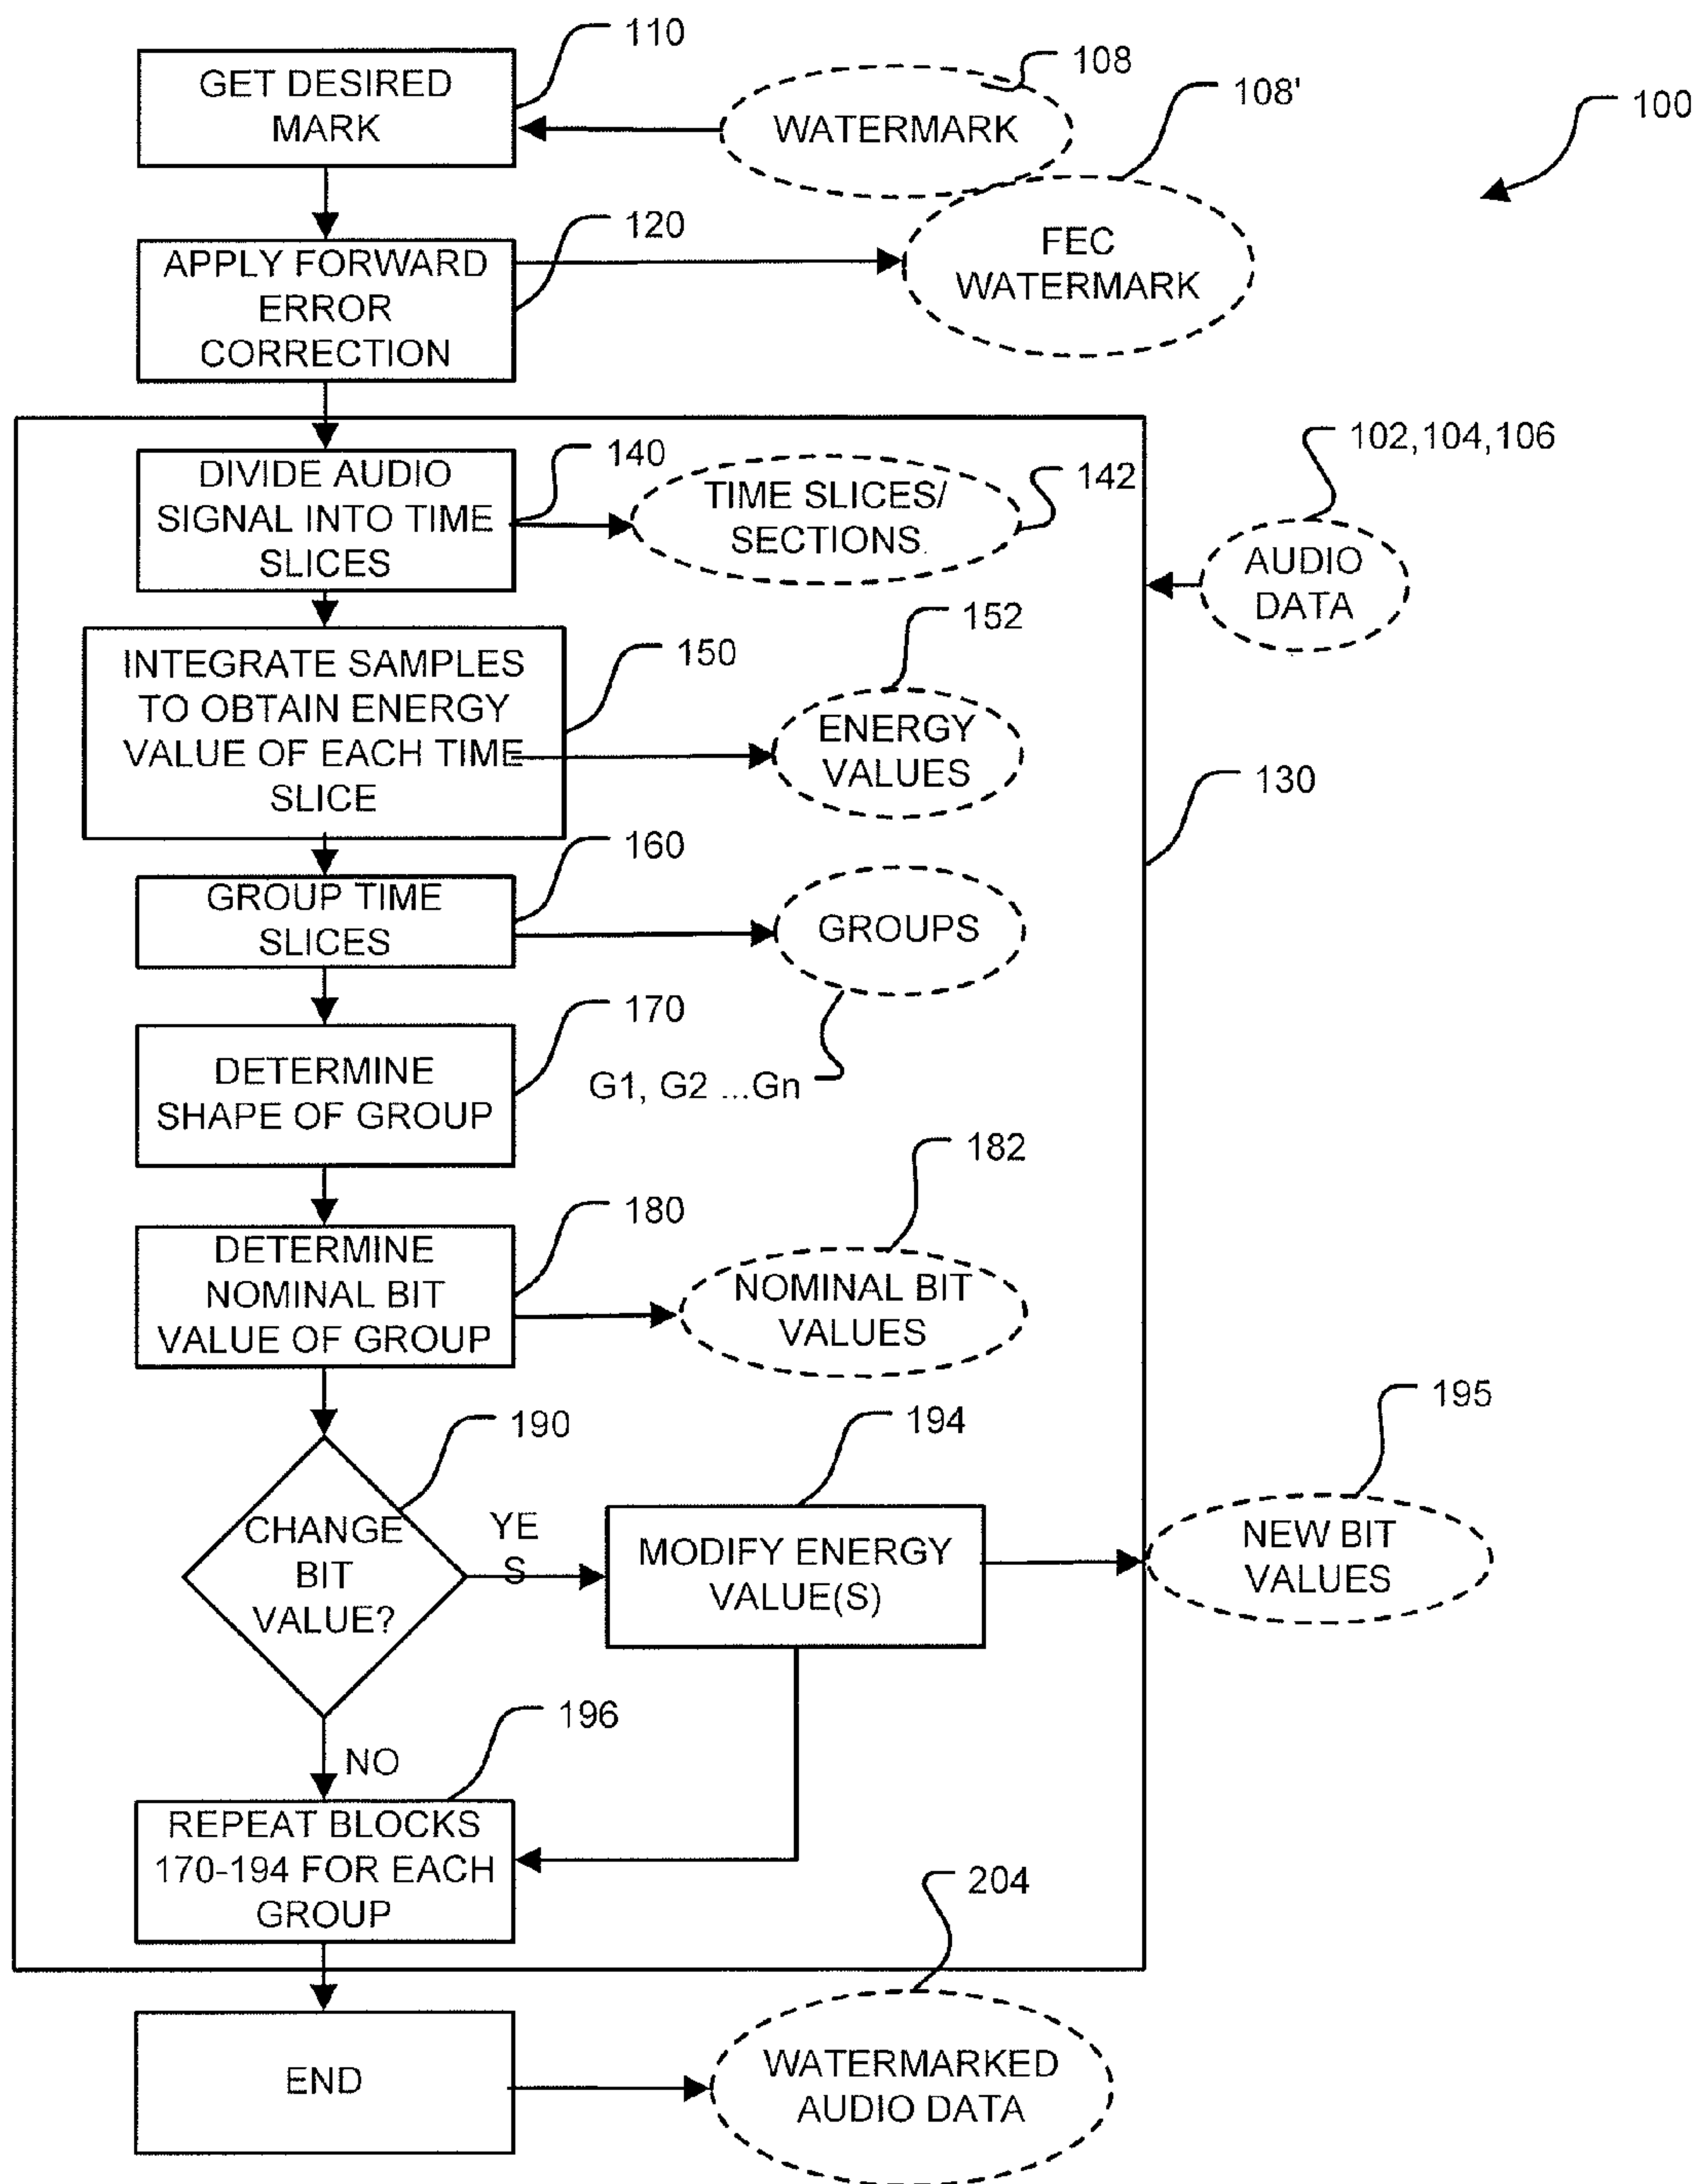 110
GET DESIRED
MARK
108
WATERMARK
108'
100
120
APPLY FORWARD
ERROR
CORRECTION
FEC
WATERMARK
102,104,106
AUDIO
DATA
140
DIVIDE AUDIO
SIGNAL INTO TIME
SLICES
142
TIME SLICES/
SECTIONS
150
INTEGRATE SAMPLES
TO OBTAIN ENERGY
VALUE OF EACH TIME
SLICE
152
ENERGY
VALUES
130
160
GROUP TIME
SLICES
GROUPS
G1, G2 ...Gn
170
DETERMINE
SHAPE OF GROUP
180
DETERMINE
NOMINAL BIT
VALUE OF GROUP
182
NOMINAL BIT
VALUES
190
CHANGE
BIT
VALUE?
YE
S
194
MODIFY ENERGY
VALUE(S)
195
NEW BIT
VALUES
NO
196
REPEAT BLOCKS
170-194 FOR EACH
GROUP
204
END
WATERMARKED
AUDIO DATA